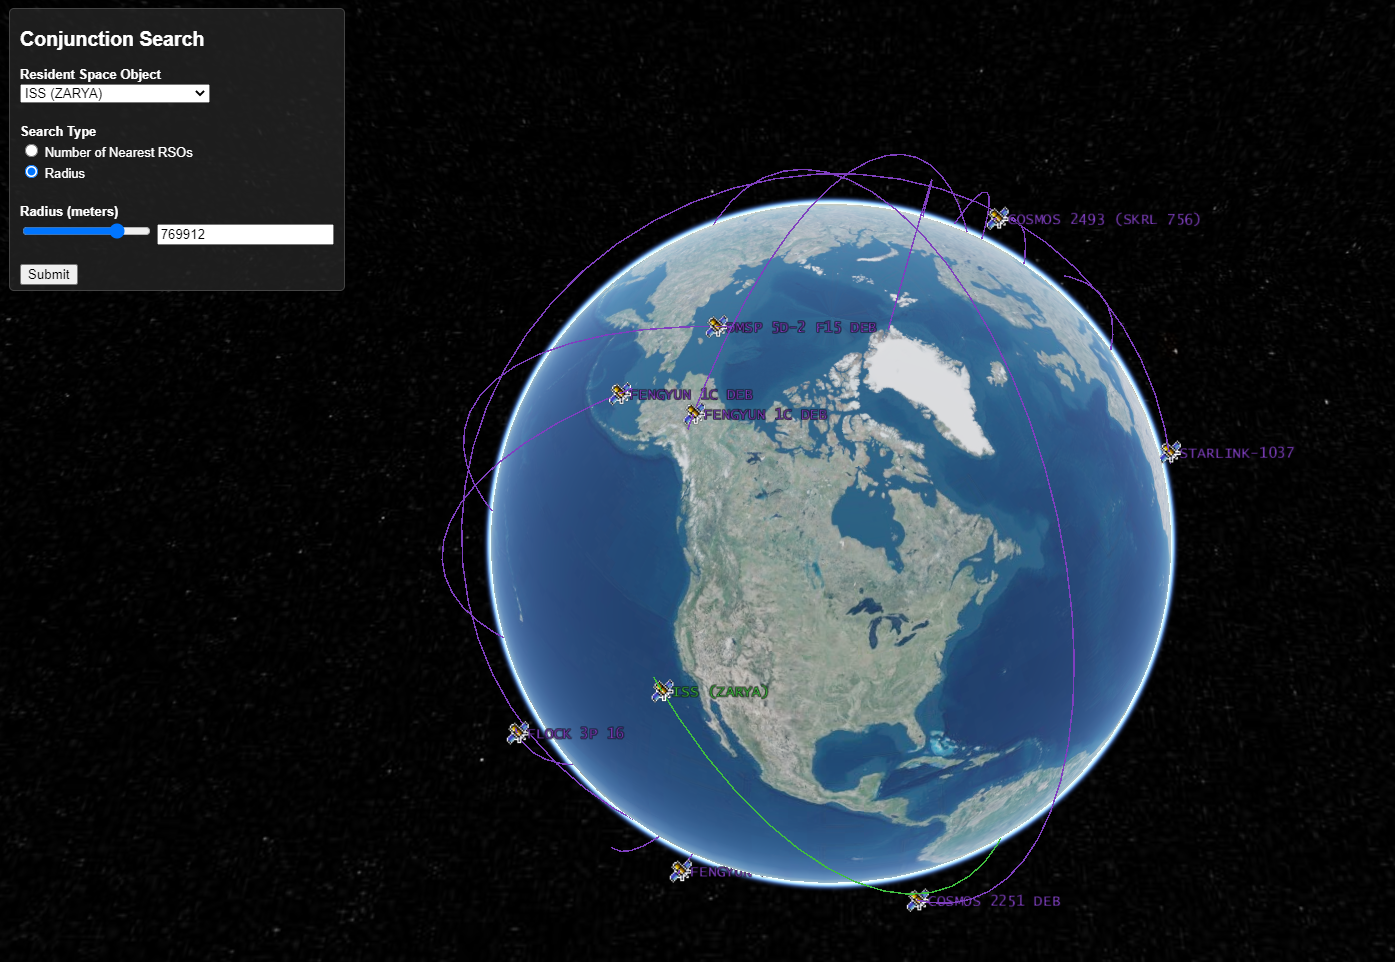 Conjunction Search
Resident Space Object
ISS (ZARYA)
Search Type
Number of Nearest RSOs
Radius
Radius (meters)
769912
Submit
COSMOS 2493 (SKRL 756)
DMSP 5D-2 F15 DEB
FENGYUN 1C DEB
FENGYUN 1C DEB
STARLINK-1037
ISS (ZARYA)
FLOCK 3P 16
COSMOS 2251 DEB